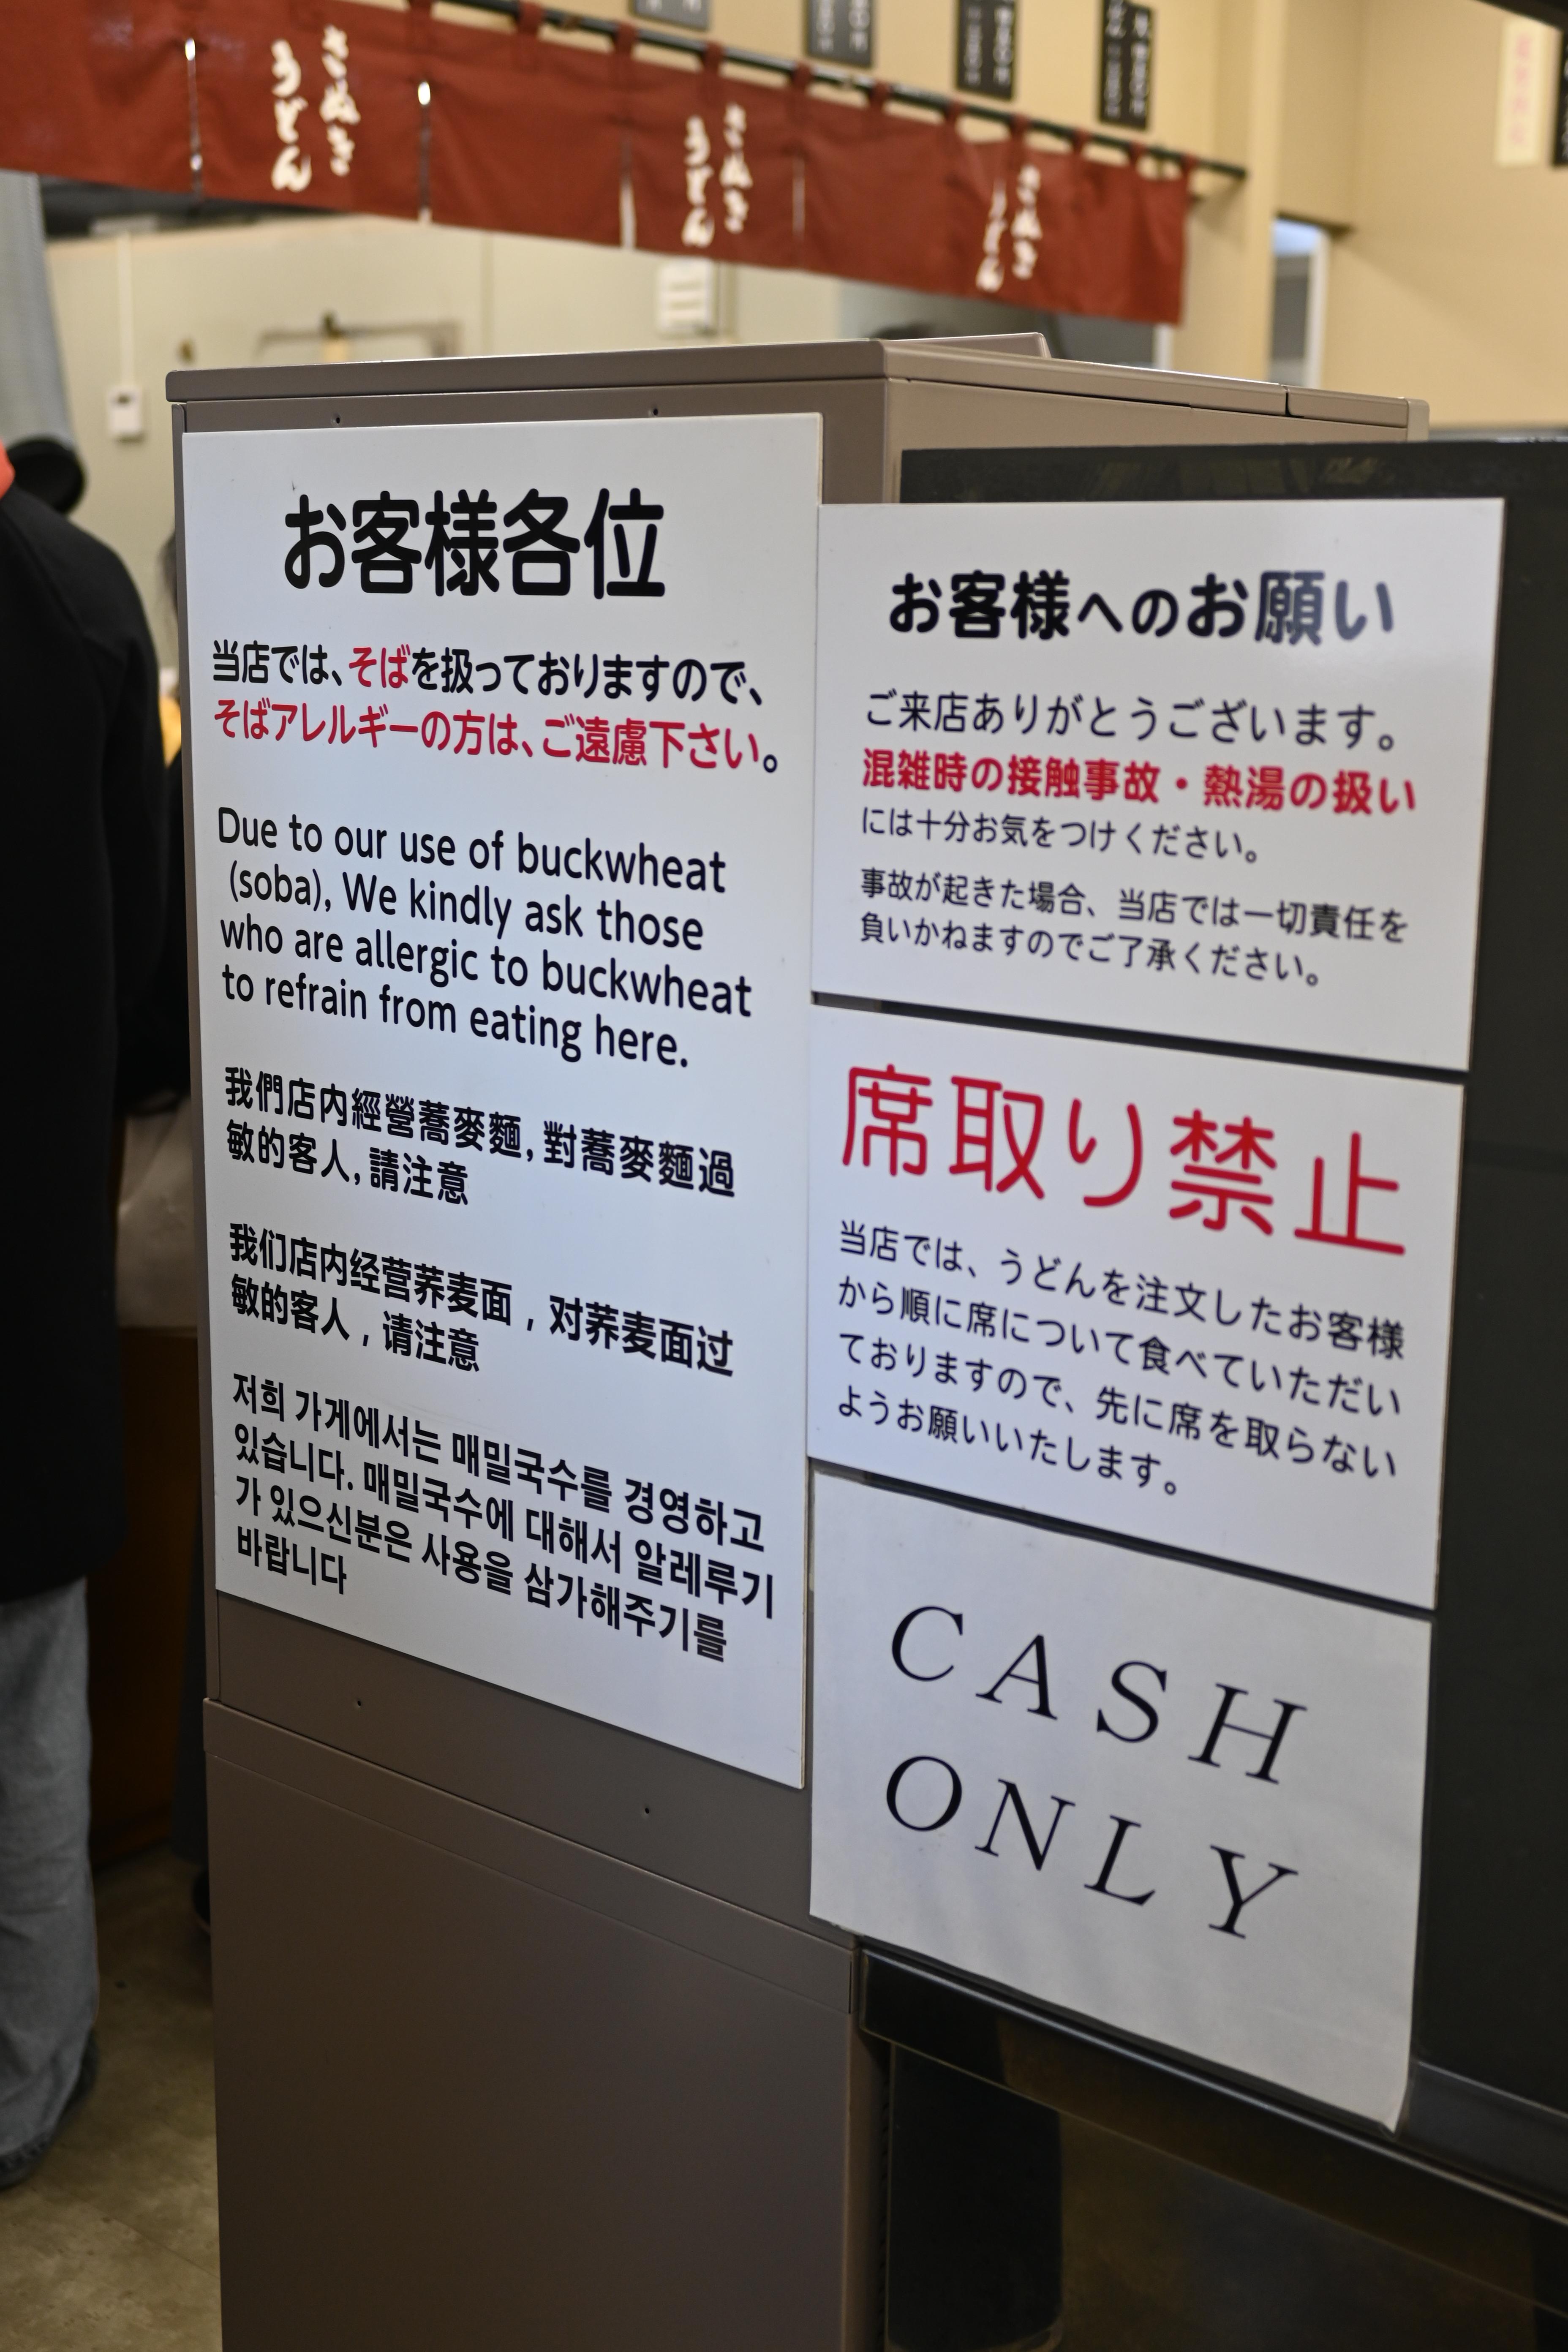 さぬき
うどん
さぬき
うどん
さぬき
うどん
お客様各位
当店では、そばを扱っておりますので、
そばアレルギーの方は、ご遠慮下さい。
Due to our use of buckwheat
(soba), We kindly ask those
who are allergic to buckwheat
to refrain from eating here.
我們店内經營蕎麥麵,對蕎麥麵過
敏的客人,請注意
我们店内经营荞麦面,对荞麦面过
敏的客人,请注意
저희 가게에서는 매밀국수를 경영하고
있습니다. 매밀국수에 대해서 알레루기
가 있으신분은 사용을 삼가해주기를
바랍니다
お客様へのお願い
ご来店ありがとうございます。
混雑時の接触事故・熱湯の扱い
には十分お気をつけください。
事故が起きた場合、当店では一切責任を
負いかねますのでご了承ください。
席取り禁止
当店では、うどんを注文したお客様
から順に席について食べていただい
ておりますので、先に席を取らない
ようお願いいたします。
CASH
ONLY